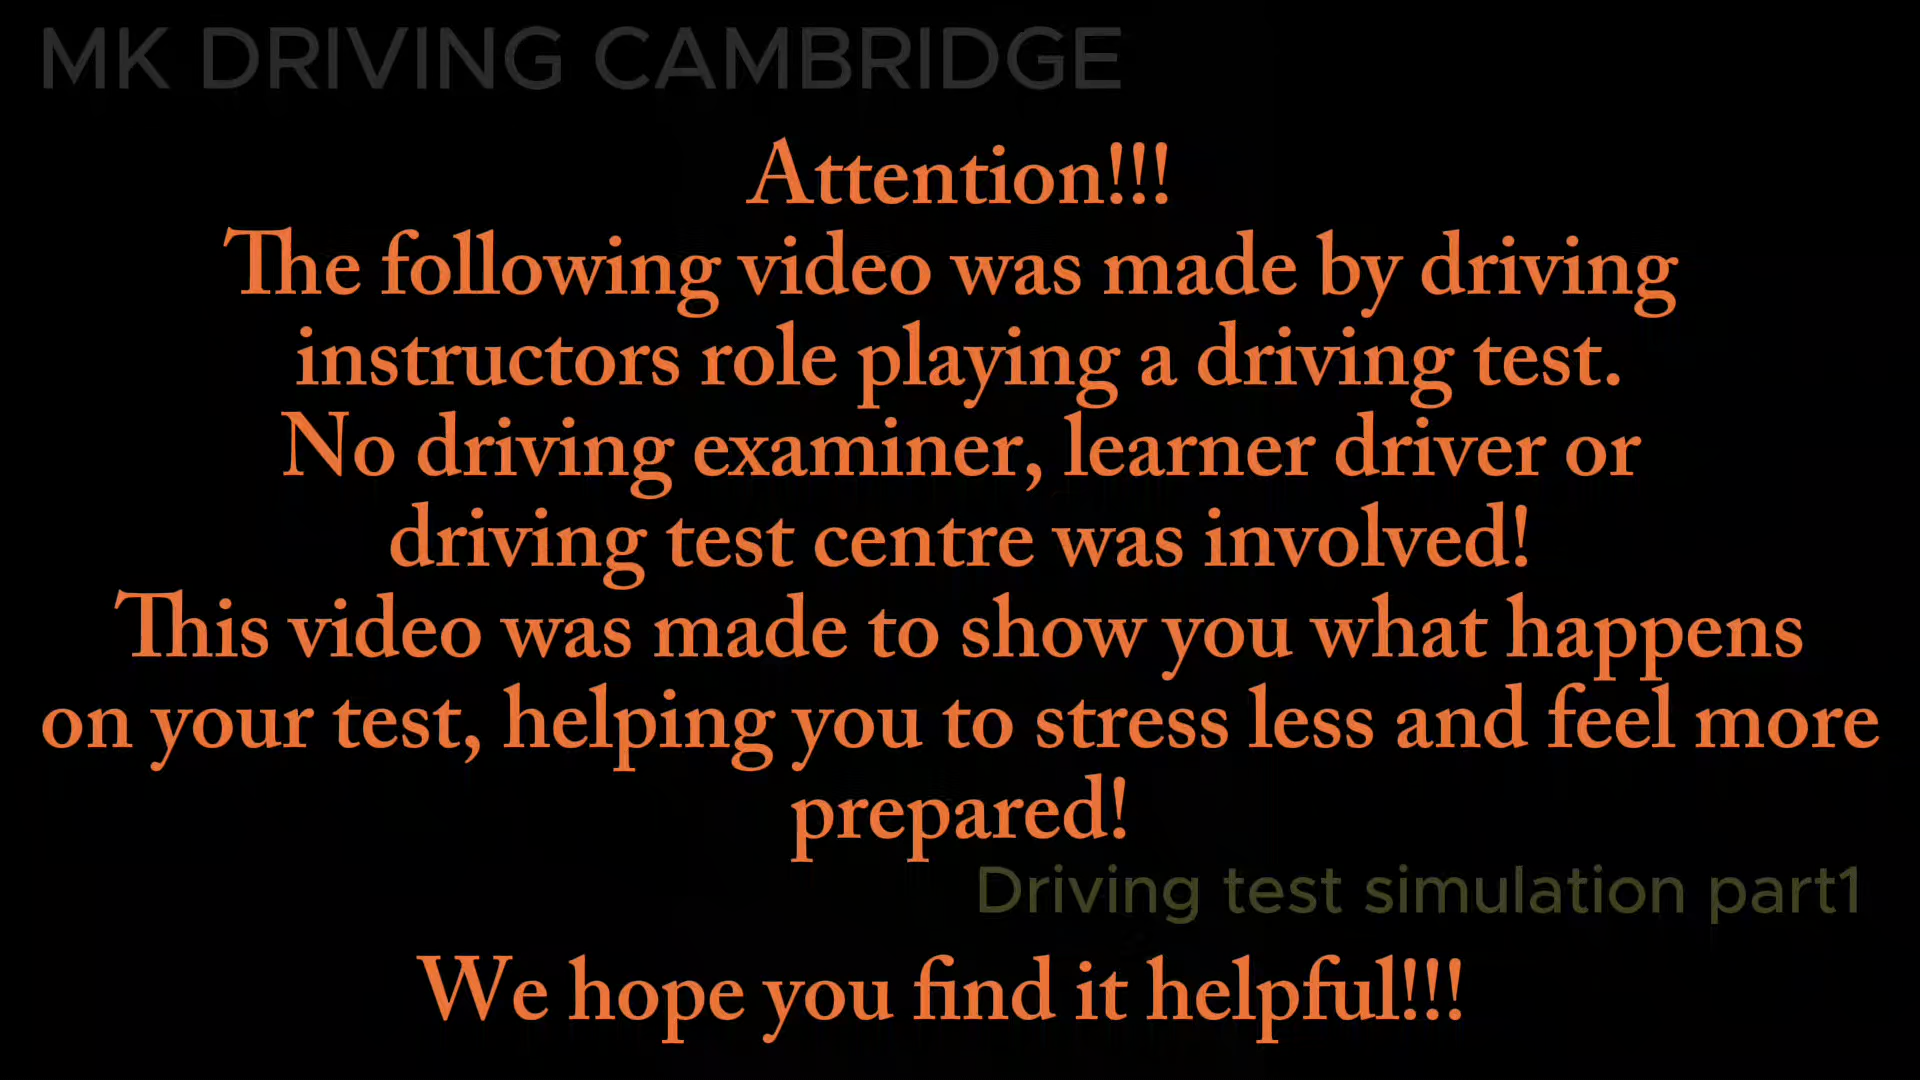 MK DRIVING CAMBRIDGE
Attention!!!
The following video was made by driving
instructors role playing a driving test.
No driving examiner, learner driver or
driving test centre was involved!
This video was made to show you what happens
on your test, helping you to stress less and feel more
prepared!
Driving test simulation part1
We hope you find it helpful!!!